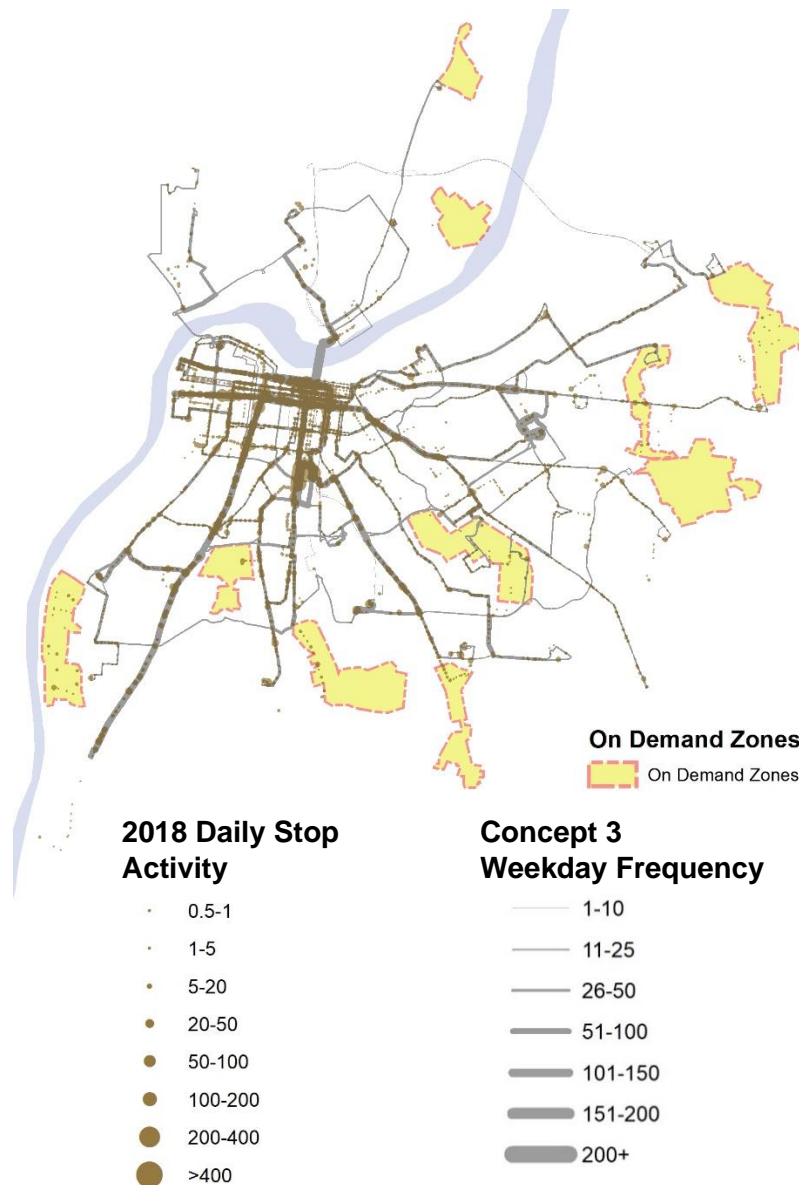 On Demand Zones
On Demand Zones
2018 Daily Stop
Activity
0.5-1
1-5
5-20
20-50
50-100
100-200
200-400
>400
Concept 3
Weekday Frequency
1-10
11-25
26-50
51-100
101-150
151-200
200+